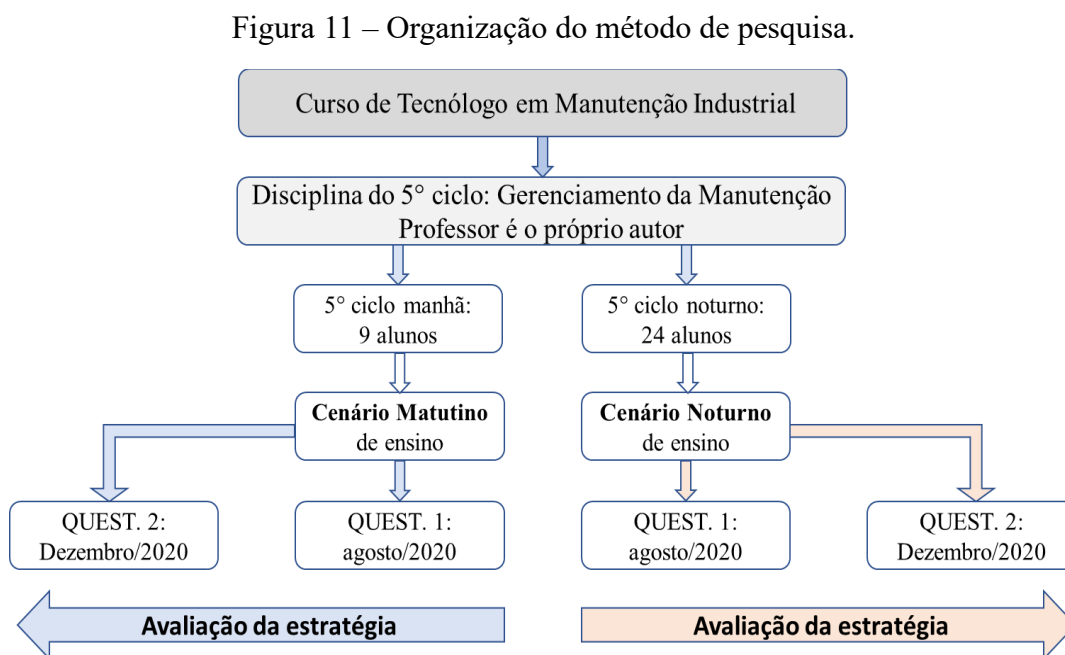 Figura 11 – Organização do método de pesquisa.
Curso de Tecnólogo em Manutenção Industrial
Disciplina do 5° ciclo: Gerenciamento da Manutenção
Professor é o próprio autor
5° ciclo manhã:
9 alunos
5° ciclo noturno:
24 alunos
Cenário Matutino
de ensino
Cenário Noturno
de ensino
QUEST. 2:
Dezembro/2020
QUEST. 1:
agosto/2020
QUEST. 1:
agosto/2020
QUEST. 2:
Dezembro/2020
Avaliação da estratégia
Avaliação da estratégia